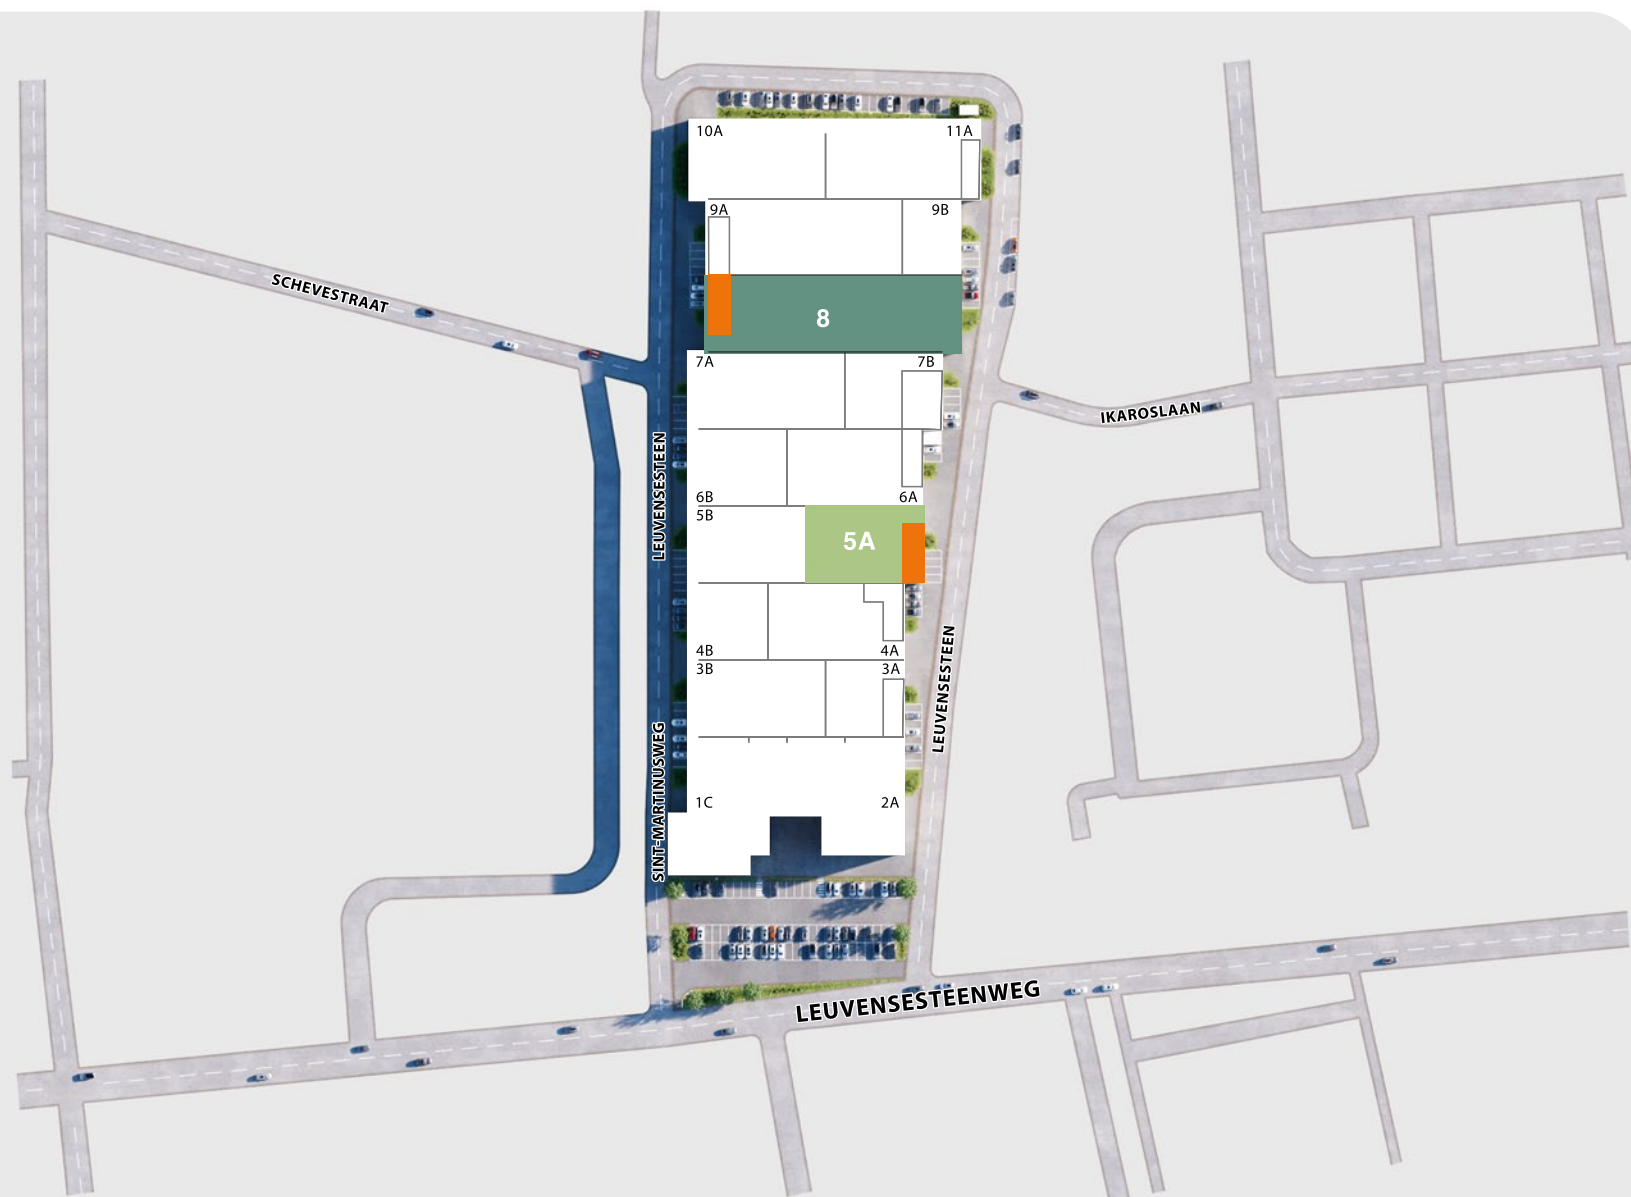 10A
11A
9A
9B
SCHEVESTRAAT
8
7A
7B
IKAROSLAAN
LEUVENSESTEEN
6B
6A
5B
5A
LEUVENSESTEEN
4B
4A
3B
3A
SINT-MARTINUSWEG
1C
2A
LEUVENSESTEENWEG